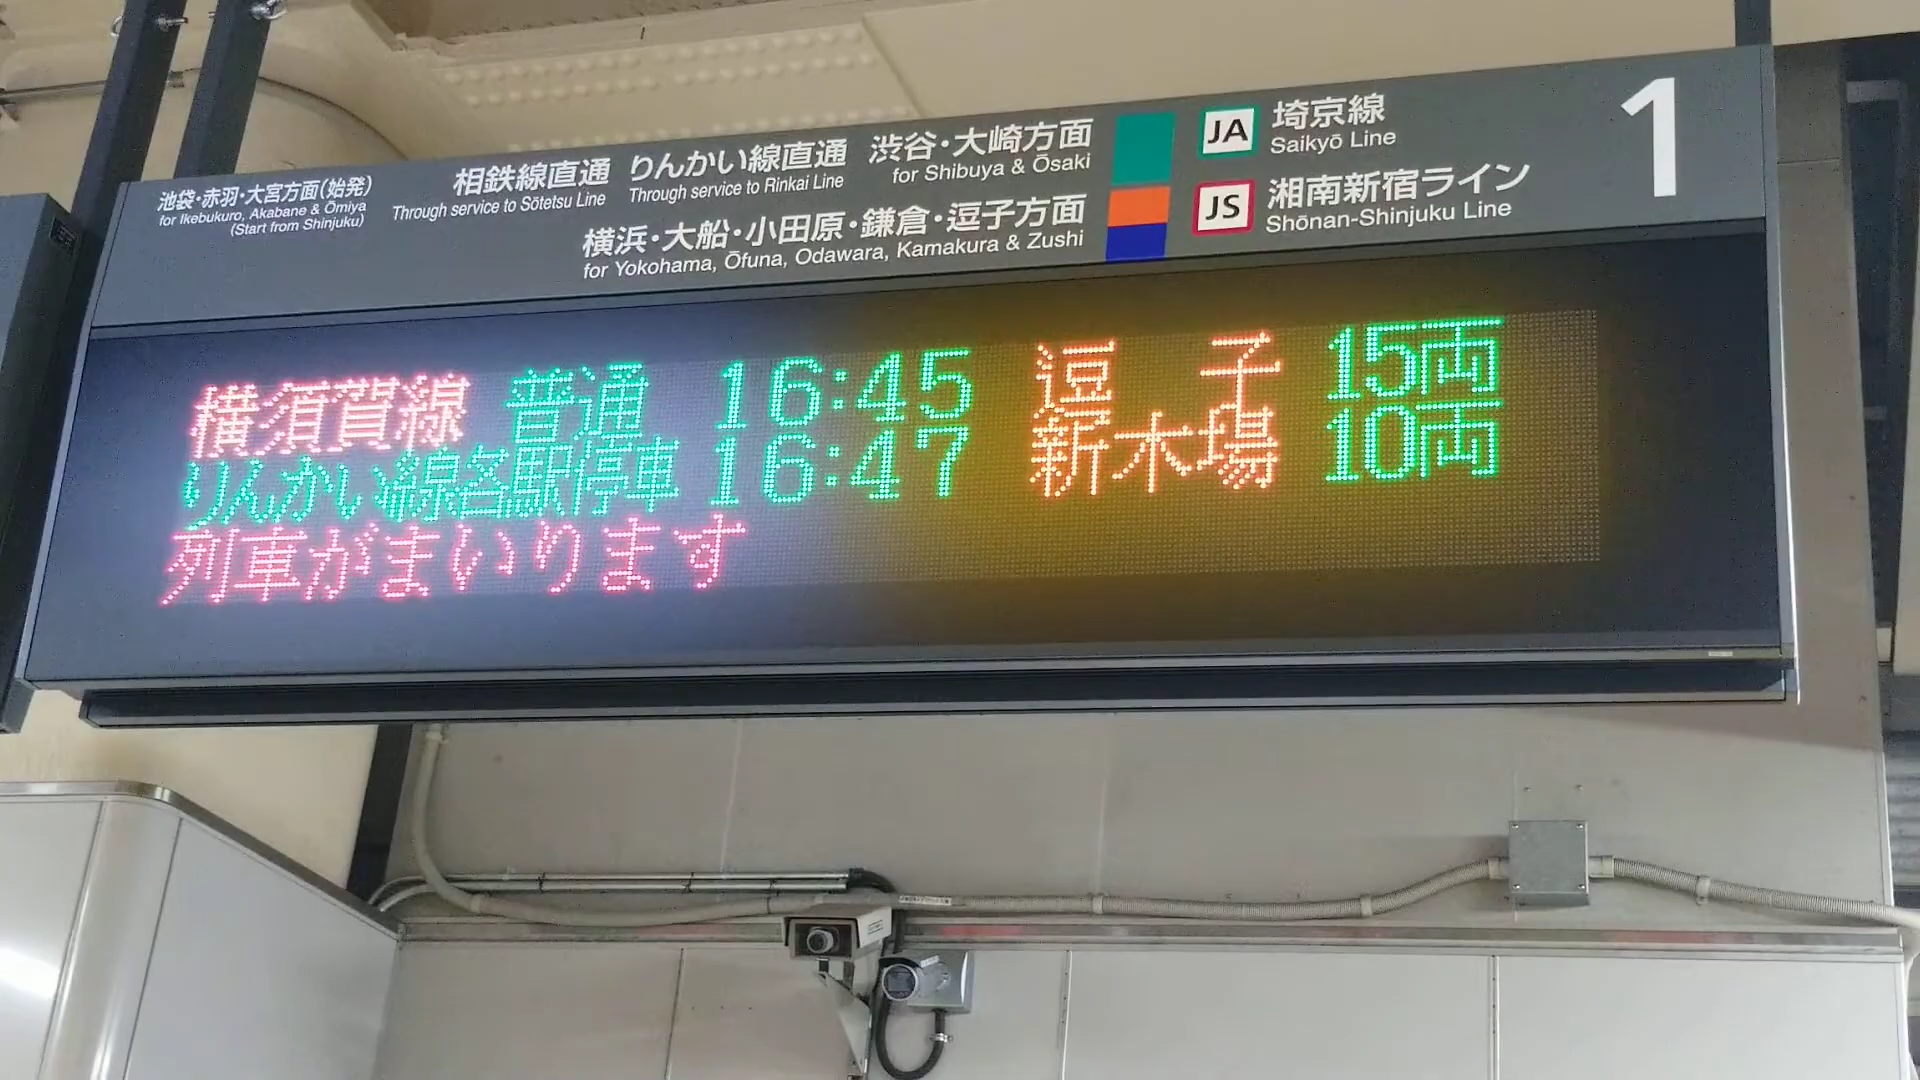 池袋・赤羽・大宮方面(始発)
for Ikebukuro, Akabane & Ōmiya
(Start from Shinjuku)
相鉄線直通
Through service to Sōtetsu Line
りんかい線直通
Through service to Rinkai Line
渋谷・大崎方面
for Shibuya & Ōsaki
JA 埼京線
Saikyō Line
横浜・大船・小田原・鎌倉・逗子方面
for Yokohama, Ōfuna, Odawara, Kamakura & Zushi
JS 湘南新宿ライン
Shōnan-Shinjuku Line
1
横須賀線 普通 16:45 逗子 15両
りんかい線各駅停車 16:47 新木場 10両
列車がまいります